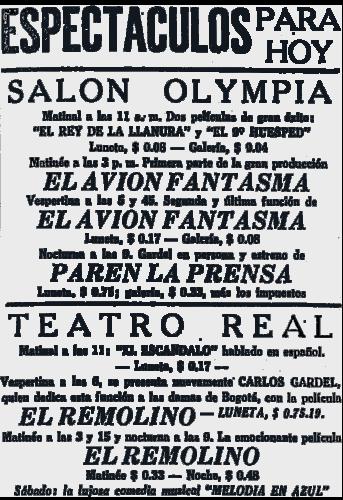 ESPECTACULOS PARA HOY
SALON OLYMPIA
Matinal a las 11 a. m. Dos películas de gran éxito:
"EL REY DE LA LLANURA" y "EL 9º HUESPED"
Luneta, $ 0.08 — Galería, $ 0.04
Matinée a las 3 p. m. Primera parte de la gran producción
EL AVION FANTASMA
Vespertina a las 5 y 45. Segunda y última función de
EL AVION FANTASMA
Luneta, $ 0.17 — Galería, $ 0.08
Nocturna a las 9. Gardel en persona y estreno de
PAREN LA PRENSA
Luneta, $ 0.75; galería, $ 0.33, más los impuestos
TEATRO REAL
Matinal a las 11: "EL ESCANDALO" hablado en español.
— Luneta, $ 0.17 —
Vespertina a las 6, se presenta nuevamente CARLOS GARDEL,
quien dedica esta función a las damas de Bogotá, con la película
EL REMOLINO — LUNETA, $ 0.75.19.
Matinée a las 3 y 15 y nocturna a las 9. La emocionante película
EL REMOLINO
Matinée $ 0.33 — Noche, $ 0.48
Sábado: la lujosa comedia musical "MELODIA EN AZUL"